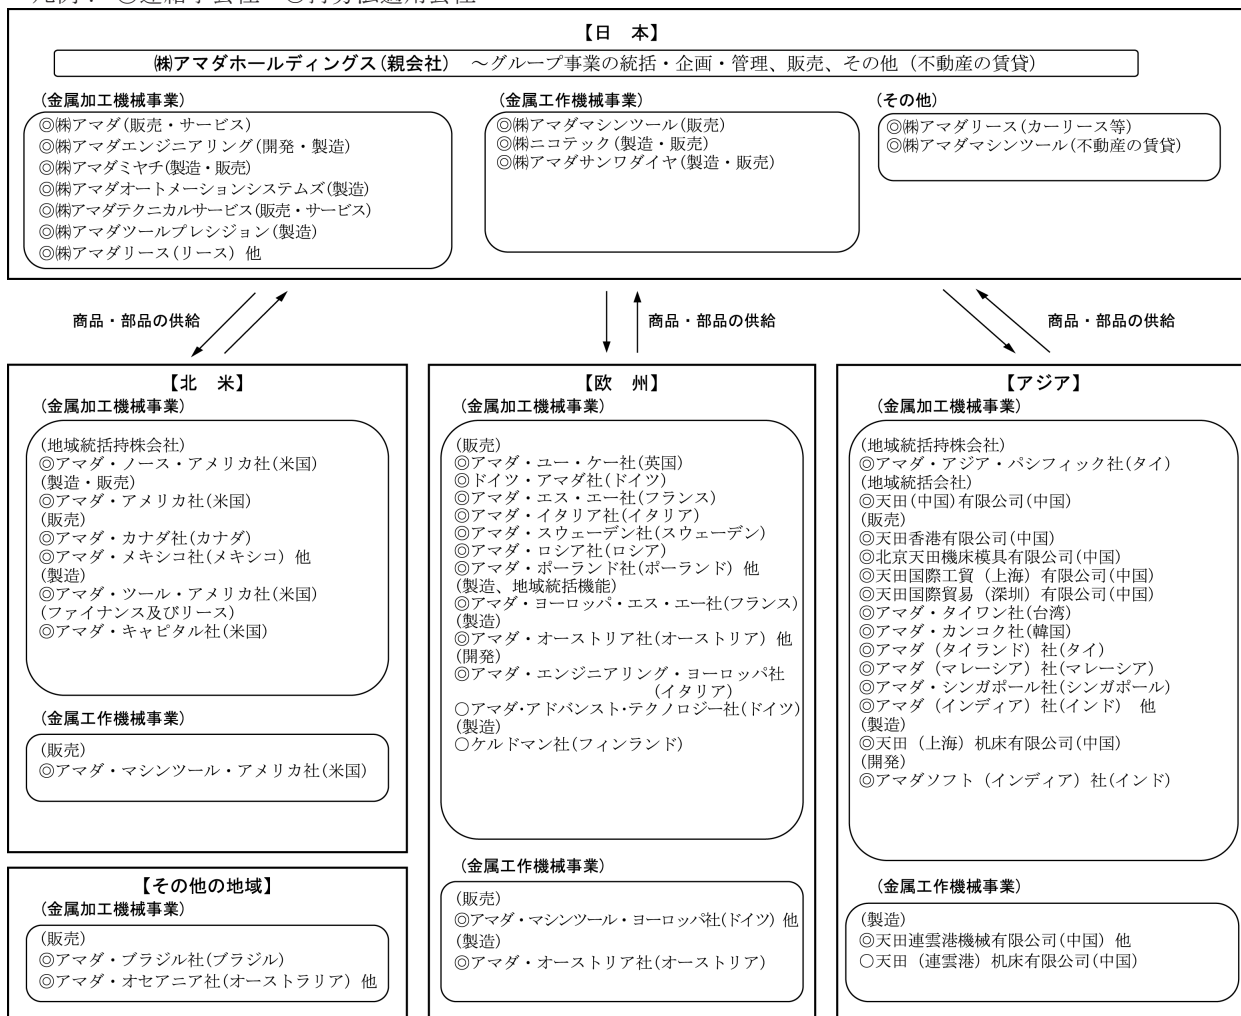 凡例： ◎連結子会社 ○持分法適用会社
【日 本】
㈱アマダホールディングス(親会社) ～グループ事業の統括・企画・管理、販売、その他（不動産の賃貸）
(金属加工機械事業)
◎㈱アマダ(販売・サービス)
◎㈱アマダエンジニアリング(開発・製造)
◎㈱アマダミヤチ(製造・販売)
◎㈱アマダオートメーションシステムズ(製造)
◎㈱アマダテクニカルサービス(販売・サービス)
◎㈱アマダツールプレシジョン(製造)
◎㈱アマダリース(リース) 他
(金属工作機械事業)
◎㈱アマダマシンツール(販売)
◎㈱ニコテック(製造・販売)
◎㈱アマダサンワダイヤ(製造・販売)
(その他)
◎㈱アマダリース(カーリース等)
◎㈱アマダマシンツール(不動産の賃貸)
商品・部品の供給
商品・部品の供給
商品・部品の供給
【北 米】
(金属加工機械事業)
(地域統括持株会社)
◎アマダ・ノース・アメリカ社(米国)
(製造・販売)
◎アマダ・アメリカ社(米国)
(販売)
◎アマダ・カナダ社(カナダ)
◎アマダ・メキシコ社(メキシコ) 他
(製造)
◎アマダ・ツール・アメリカ社(米国)
(ファイナンス及びリース)
◎アマダ・キャピタル社(米国)
(金属工作機械事業)
(販売)
◎アマダ・マシンツール・アメリカ社(米国)
【その他の地域】
(金属加工機械事業)
(販売)
◎アマダ・ブラジル社(ブラジル)
◎アマダ・オセアニア社(オーストラリア) 他
【欧 州】
(金属加工機械事業)
(販売)
◎アマダ・ユー・ケー社(英国)
◎ドイツ・アマダ社(ドイツ)
◎アマダ・エス・エー社(フランス)
◎アマダ・イタリア社(イタリア)
◎アマダ・スウェーデン社(スウェーデン)
◎アマダ・ロシア社(ロシア)
◎アマダ・ポーランド社(ポーランド) 他
(製造、地域統括機能)
◎アマダ・ヨーロッパ・エス・エー社(フランス)
(製造)
◎アマダ・オーストリア社(オーストリア) 他
(開発)
◎アマダ・エンジニアリング・ヨーロッパ社
(イタリア)
○アマダ・アドバンスト・テクノロジー社(ドイツ)
(製造)
○ケルドマン社(フィンランド)
(金属工作機械事業)
(販売)
◎アマダ・マシンツール・ヨーロッパ社(ドイツ) 他
(製造)
◎アマダ・オーストリア社(オーストリア)
【アジア】
(金属加工機械事業)
(地域統括持株会社)
◎アマダ・アジア・パシフィック社(タイ)
(地域統括会社)
◎天田(中国)有限公司(中国)
(販売)
◎天田香港有限公司(中国)
◎北京天田機床模具有限公司(中国)
◎天田国際工貿（上海）有限公司(中国)
◎天田国際貿易（深圳）有限公司(中国)
◎アマダ・タイワン社(台湾)
◎アマダ・カンコク社(韓国)
◎アマダ（タイランド）社(タイ)
◎アマダ（マレーシア）社(マレーシア)
◎アマダ・シンガポール社(シンガポール)
◎アマダ（インディア）社(インド) 他
(製造)
◎天田（上海）机床有限公司(中国)
(開発)
◎アマダソフト（インディア）社(インド)
(金属工作機械事業)
(製造)
◎天田連雲港機械有限公司(中国) 他
○天田（連雲港）机床有限公司(中国)